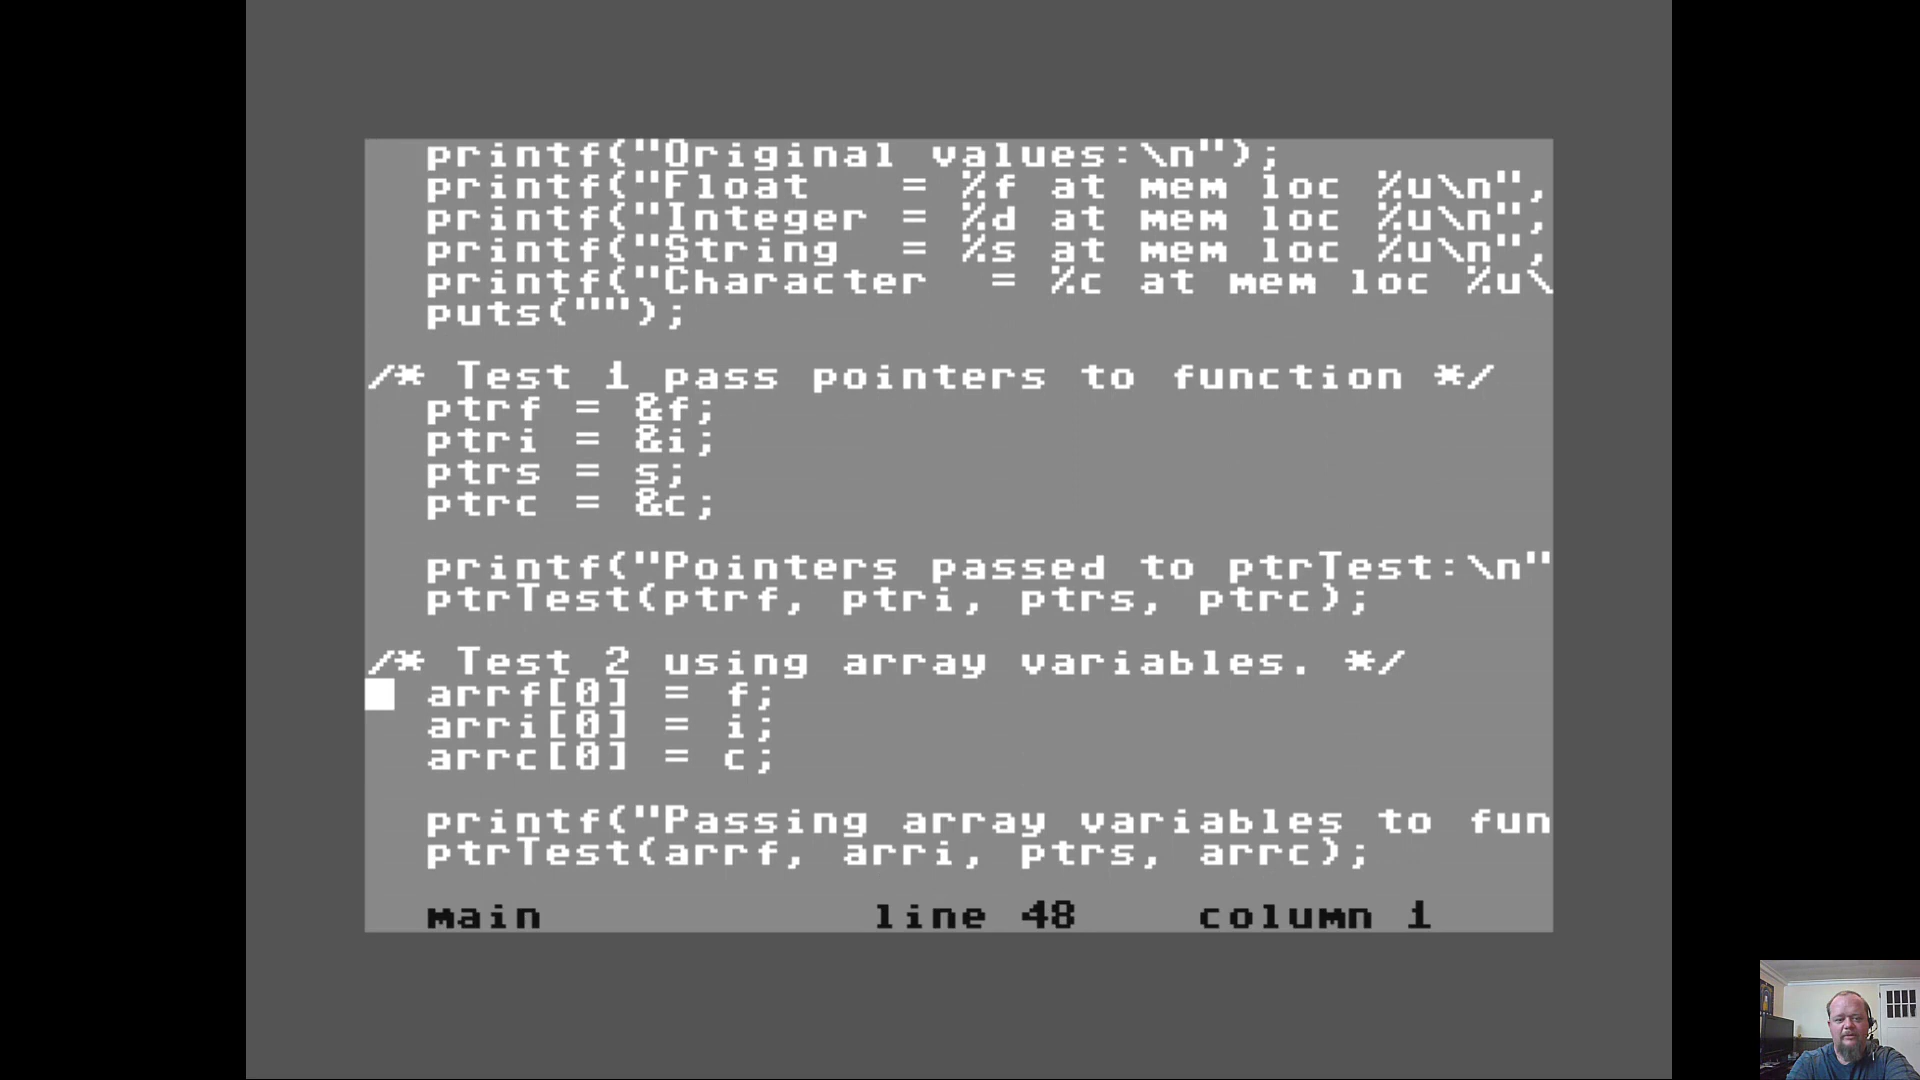 printf("Original values:\n");
printf("Float   = %f at mem loc %u\n",
printf("Integer = %d at mem loc %u\n",
printf("String  = %s at mem loc %u\n",
printf("Character  = %c at mem loc %u\
puts("");
/* Test 1 pass pointers to function */
ptrf = &f;
ptri = &i;
ptrs = s;
ptrc = &c;
printf("Pointers passed to ptrTest:\n"
ptrTest(ptrf, ptri, ptrs, ptrc);
/* Test 2 using array variables. */
arrf[0] = f;
arri[0] = i;
arrc[0] = c;
printf("Passing array variables to fun
ptrTest(arrf, arri, ptrs, arrc);
main line 48 column 1